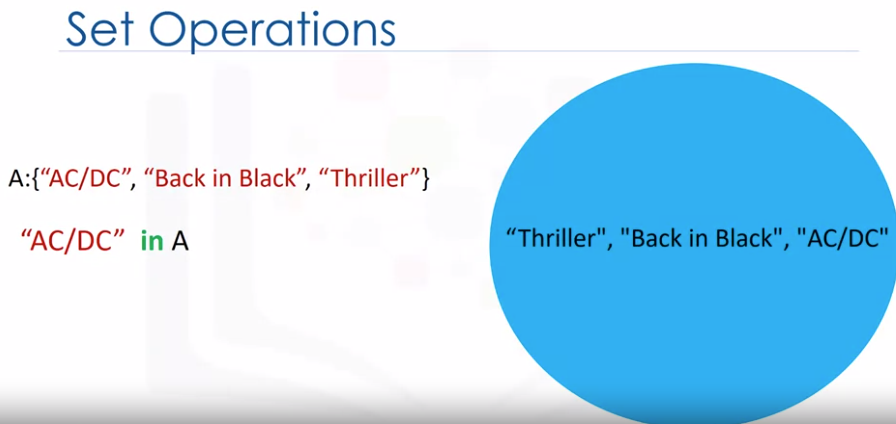 Set Operations
A:{“AC/DC”, “Back in Black”, “Thriller”}
“AC/DC” in A
“Thriller", "Back in Black", "AC/DC"